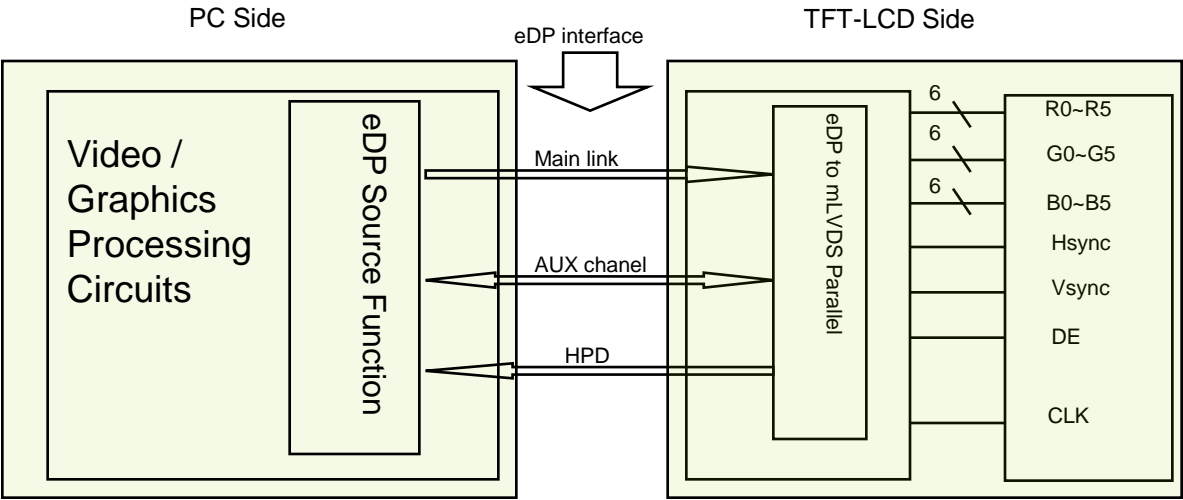 PC Side
TFT-LCD Side
eDP interface
Video /
Graphics
Processing
Circuits
eDP Source Function
Main link
AUX chanel
HPD
eDP to mLVDS Parallel
6
R0~R5
6
G0~G5
6
B0~B5
Hsync
Vsync
DE
CLK